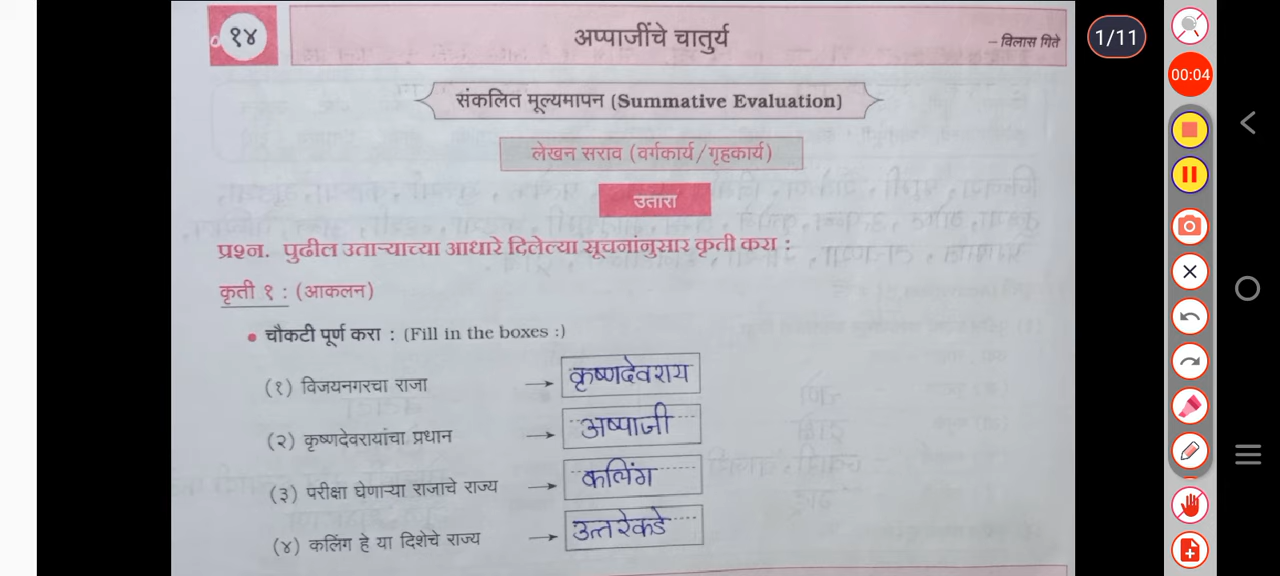 १४
अप्पाजींचे चातुर्य
– विलास गिते
1/11
00:04
संकलित मूल्यमापन (Summative Evaluation)
लेखन सराव (वर्गकार्य/गृहकार्य)
उतारा
प्रश्न. पुढील उताऱ्याच्या आधारे दिलेल्या सूचनांनुसार कृती करा :
कृती १ : (आकलन)
• चौकटी पूर्ण करा : (Fill in the boxes :)
(१) विजयनगरचा राजा → कृष्णदेवराय
(२) कृष्णदेवरायांचा प्रधान → अप्पाजी
(३) परीक्षा घेणाऱ्या राजाचे राज्य → कलिंग
(४) कलिंग हे या दिशेचे राज्य → उत्तरेकडे